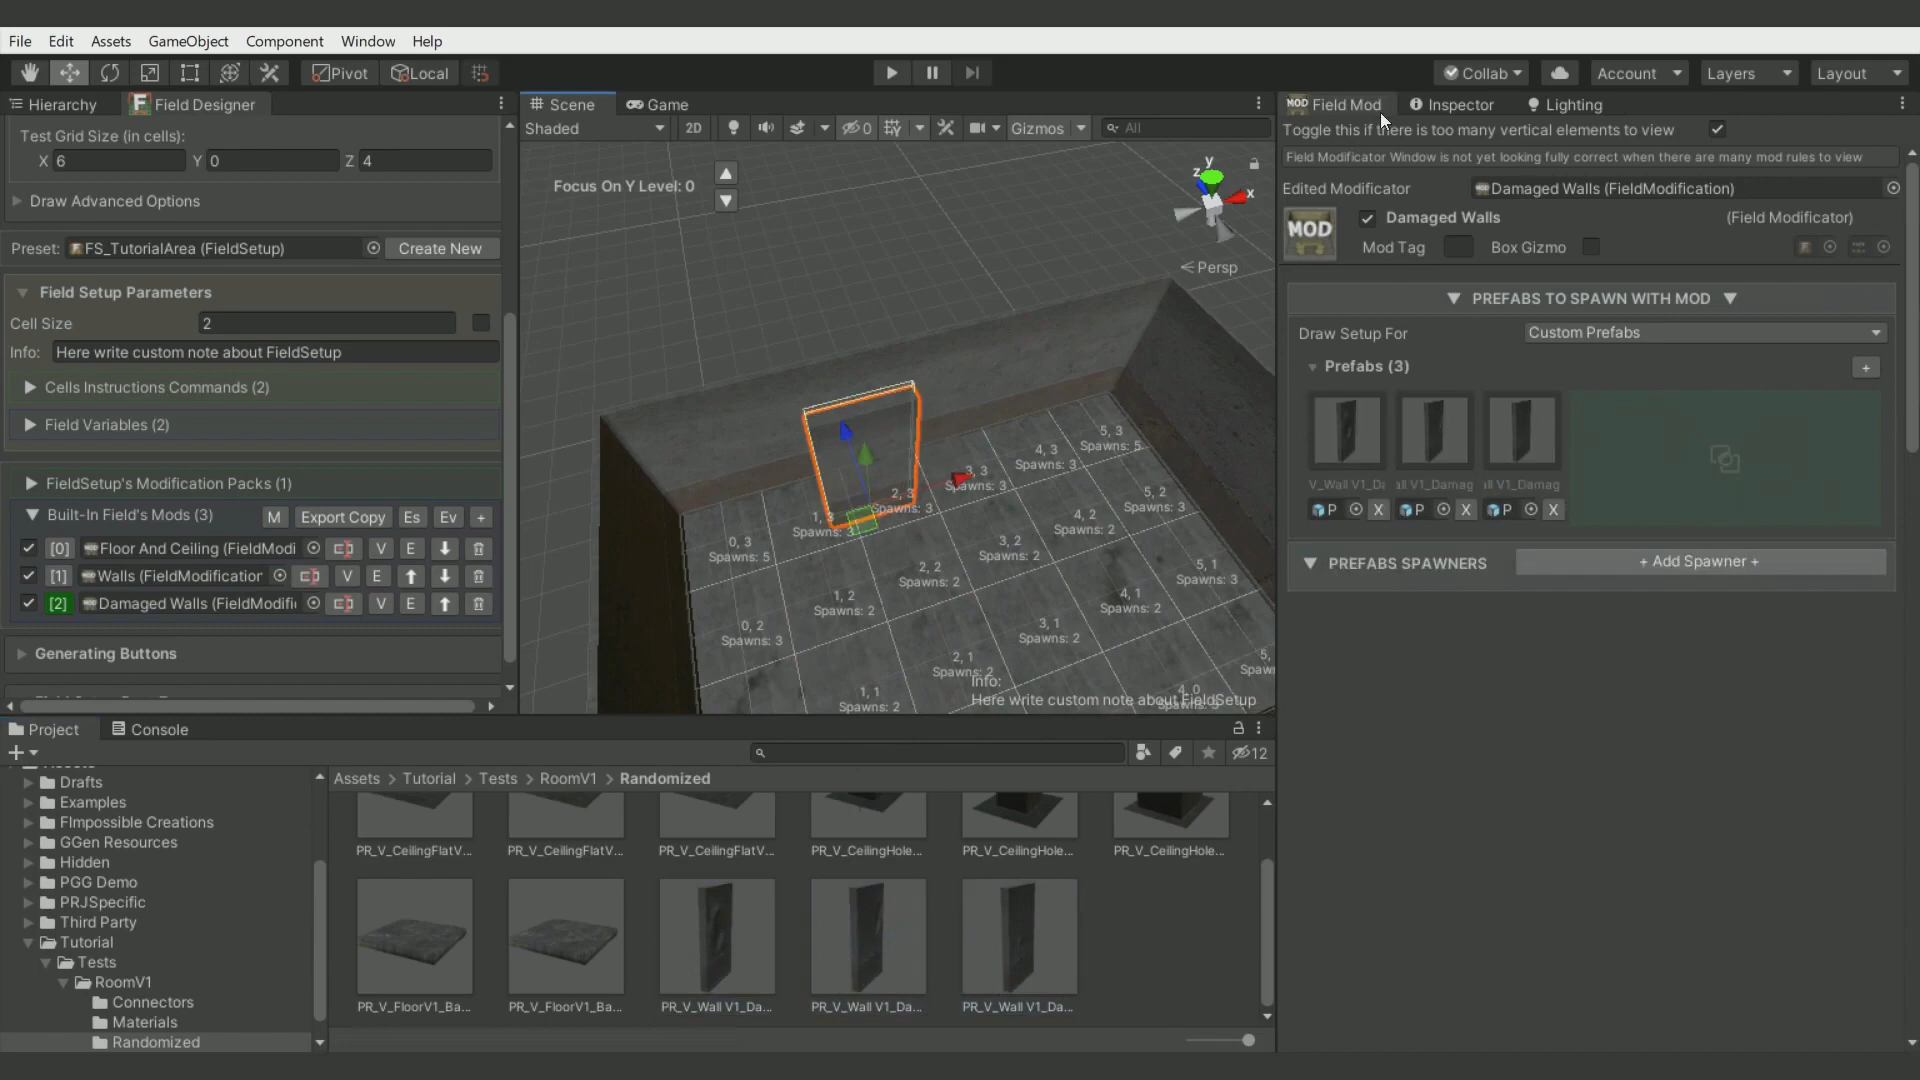 File Edit Assets GameObject Component Window Help
Pivot Local Collab Account Layers Layout
Hierarchy Field Designer
Test Grid Size (in cells):
X 6 Y 0 Z 4
Draw Advanced Options
Preset: FS_TutorialArea (FieldSetup) Create New
Field Setup Parameters
Cell Size 2
Info: Here write custom note about FieldSetup
Cells Instructions Commands (2)
Field Variables (2)
FieldSetup's Modification Packs (1)
Built-In Field's Mods (3) M Export Copy Es Ev +
[0] Floor And Ceiling (FieldModi V E
[1] Walls (FieldModification V E
[2] Damaged Walls (FieldModifi V E
Generating Buttons
Scene Game
Shaded 2D 0 Gizmos All
Focus On Y Level: 0
y
z
x
Persp
5, 3
Spawns: 5
4, 3
Spawns: 3
3, 3
Spawns: 3
2, 3
Spawns: 3
1, 3
Spawns: 3
0, 3
Spawns: 5
5, 2
Spawns: 3
4, 2
Spawns: 2
3, 2
Spawns: 2
2, 2
Spawns: 2
1, 2
Spawns: 2
0, 2
Spawns: 3
5, 1
Spawns: 3
4, 1
Spawns: 2
3, 1
Spawns: 2
2, 1
Spawns: 2
1, 1
Spawns: 2
5,
Spawn
4, 0
Info:
Here write custom note about FieldSetup
MOD Field Mod Inspector Lighting
Toggle this if there is too many vertical elements to view
Field Modificator Window is not yet looking fully correct when there are many mod rules to view
Edited Modificator Damaged Walls (FieldModification)
MOD Damaged Walls (Field Modificator)
Mod Tag Box Gizmo
PREFABS TO SPAWN WITH MOD
Draw Setup For Custom Prefabs
Prefabs (3) +
V_Wall V1_Da all V1_Damag all V1_Damag
P X P X P X
PREFABS SPAWNERS + Add Spawner +
Project Console
12
Drafts
Examples
FImpossible Creations
GGen Resources
Hidden
PGG Demo
PRJSpecific
Third Party
Tutorial
Tests
RoomV1
Connectors
Materials
Randomized
Assets > Tutorial > Tests > RoomV1 > Randomized
PR_V_CeilingFlatV... PR_V_CeilingFlatV... PR_V_CeilingFlatV... PR_V_CeilingHole... PR_V_CeilingHole... PR_V_CeilingHole...
PR_V_FloorV1_Ba... PR_V_FloorV1_Ba... PR_V_Wall V1_Da... PR_V_Wall V1_Da... PR_V_Wall V1_Da...